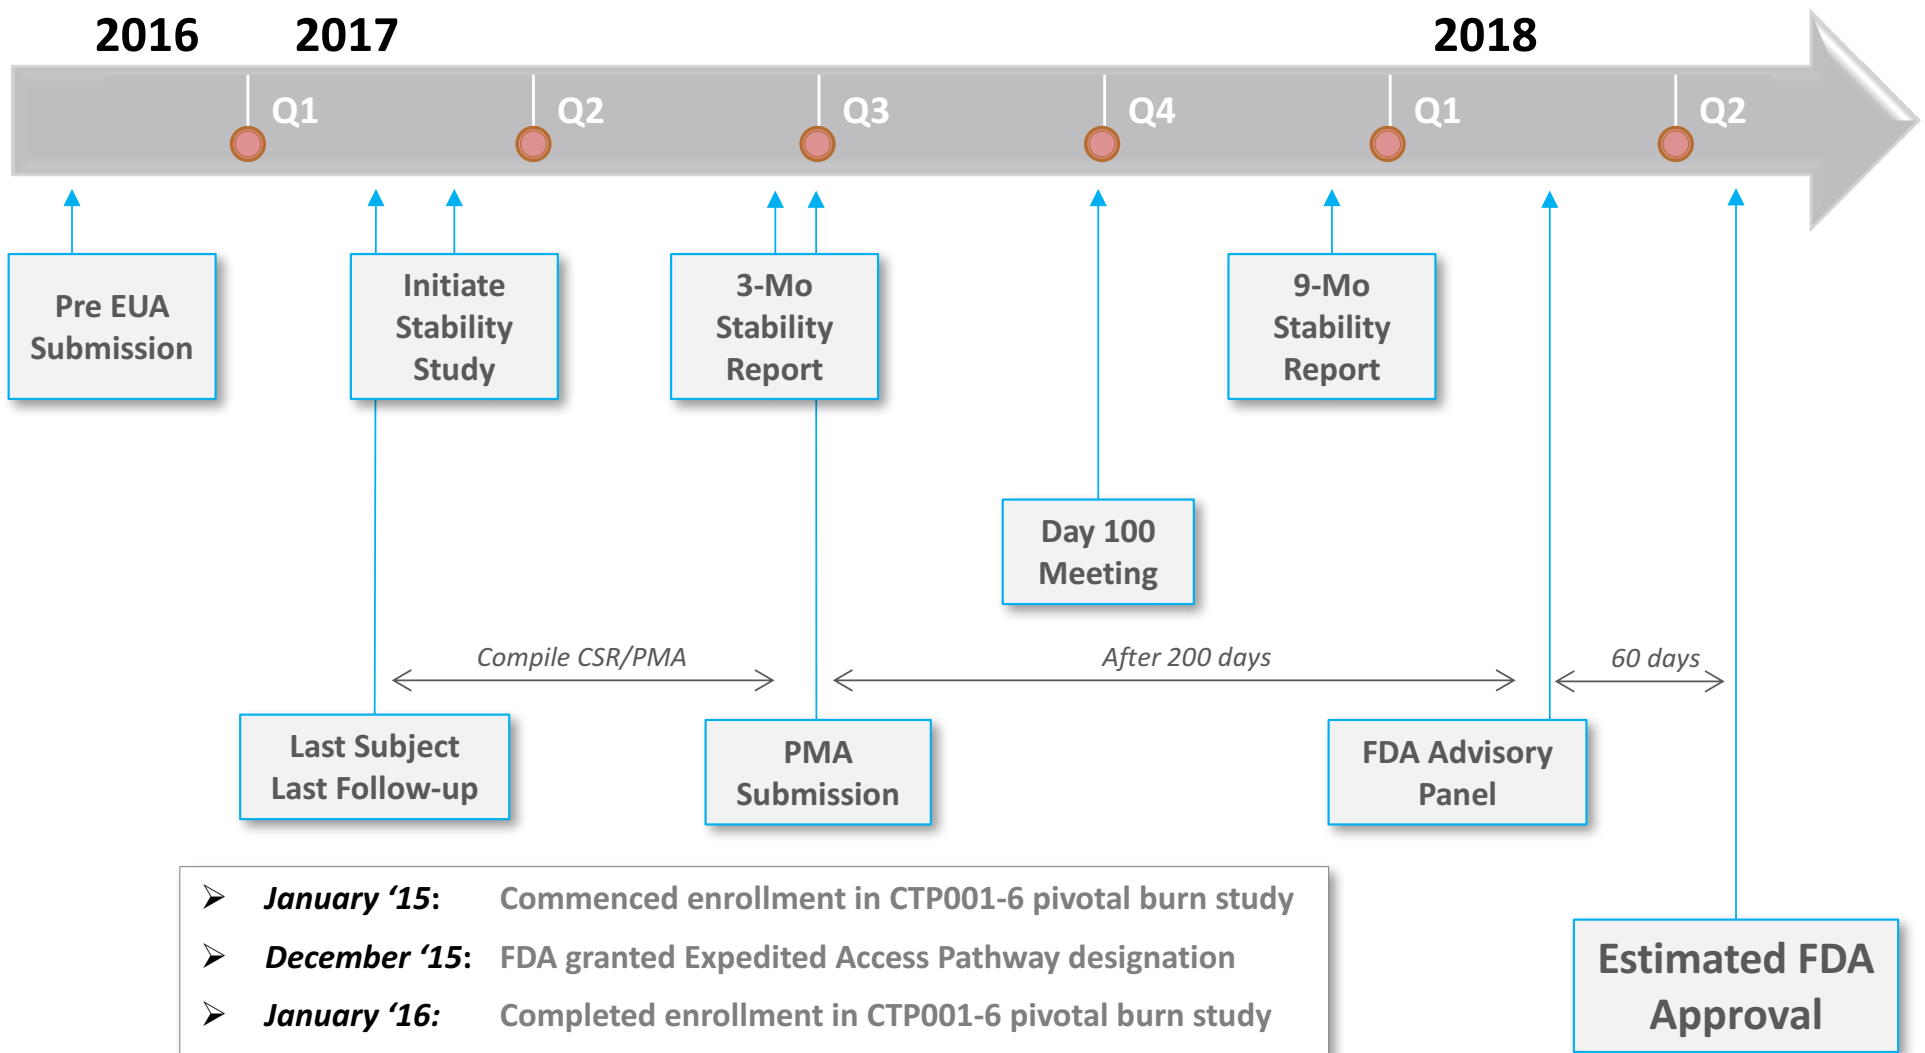 2016 2017 2018
Q1 Q2 Q3 Q4 Q1 Q2
Pre EUA
Submission
Initiate
Stability
Study
3-Mo
Stability
Report
9-Mo
Stability
Report
Day 100
Meeting
Compile CSR/PMA
After 200 days
60 days
Last Subject
Last Follow-up
PMA
Submission
FDA Advisory
Panel
Estimated FDA
Approval
➢ January ‘15: Commenced enrollment in CTP001-6 pivotal burn study
➢ December ‘15: FDA granted Expedited Access Pathway designation
➢ January ‘16: Completed enrollment in CTP001-6 pivotal burn study